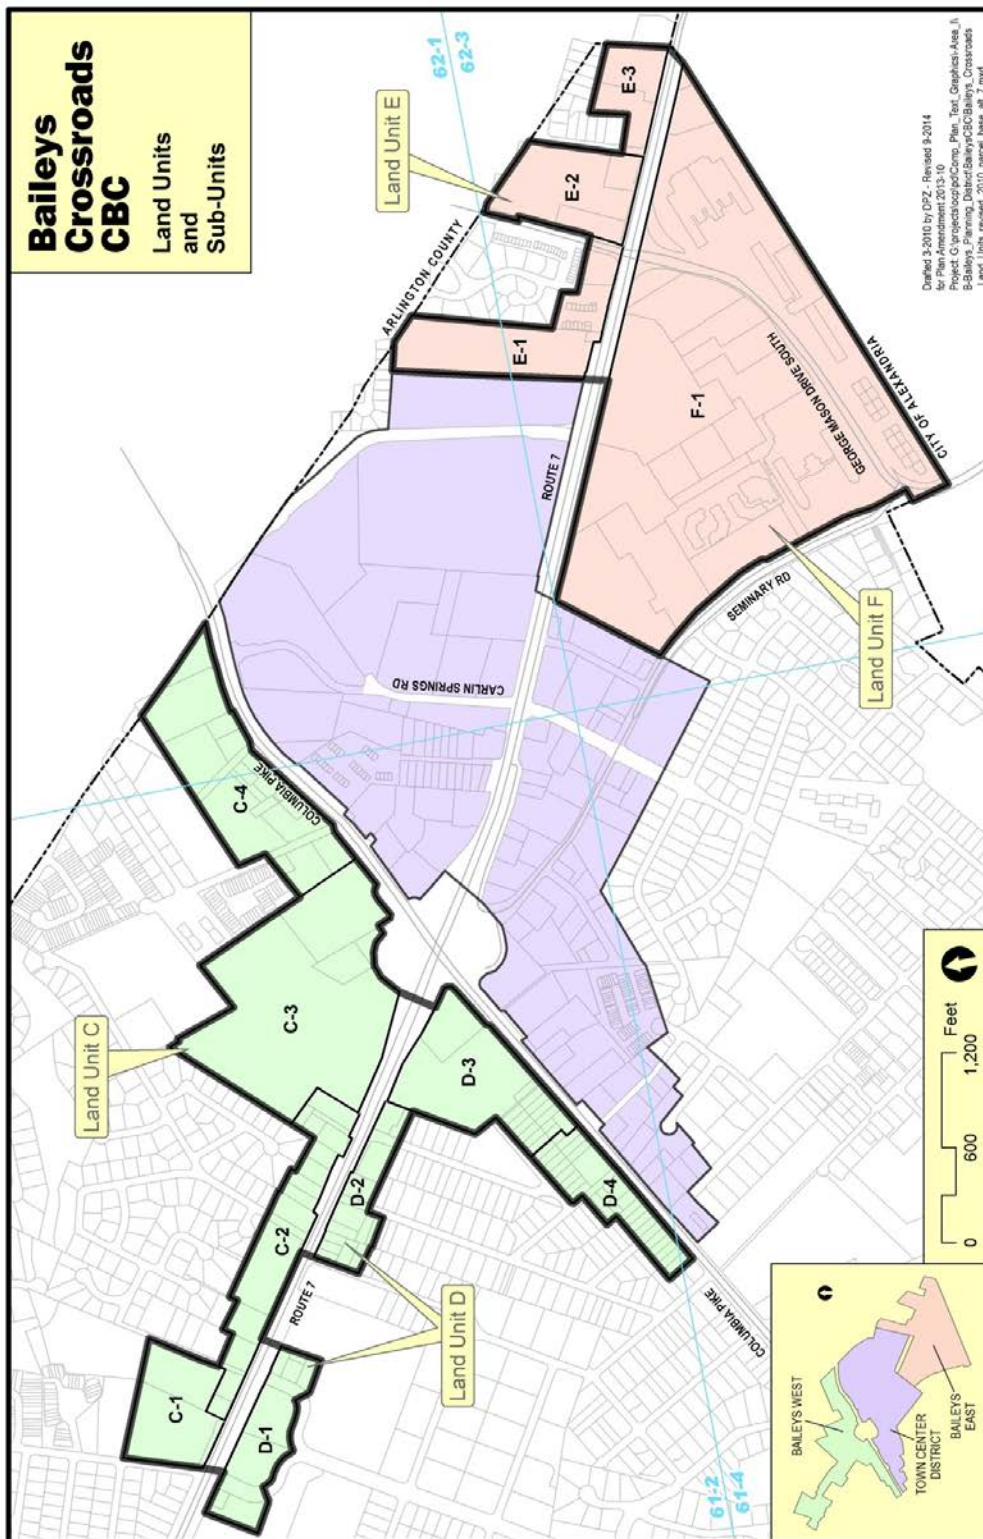 Baileys
Crossroads
CBC
Land Units
and
Sub-Units
62-1
62-3
Land Unit E
ARLINGTON COUNTY
E-3
E-2
E-1
Drafted 3-2010 by DPZ - Revised 9-2014
for Plan Amendment 2013-10
F-1
GEORGE MASON DRIVE SOUTH
CITY OF ALEXANDRIA
ROUTE 7
SEMINARY RD
Land Unit F
CARLIN SPRINGS RD
C-4
COLUMBIA PIKE
C-3
Land Unit C
D-3
C-2
D-2
D-4
ROUTE 7
Land Unit D
COLUMBIA PIKE
C-1
D-1
61-2
61-4
0 600 1,200
Feet
BAILEYS WEST
TOWN CENTER
DISTRICT
BAILEYS
EAST